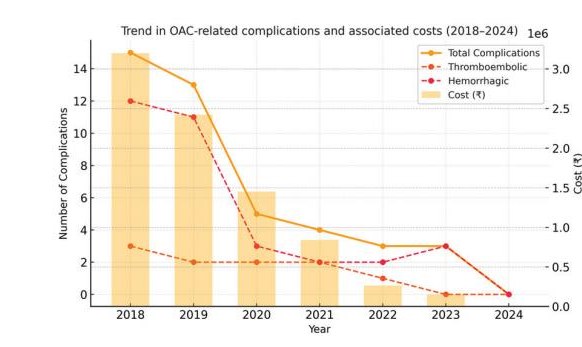 Trend in OAC-related complications and associated costs (2018–2024)
1e6
Total Complications
Thromboembolic
Hemorrhagic
Cost (₹)
Number of Complications
14
12
10
8
6
4
2
0
3.0
2.5
2.0
1.5
1.0
0.5
0.0
Cost (₹)
2018 2019 2020 2021 2022 2023 2024
Year